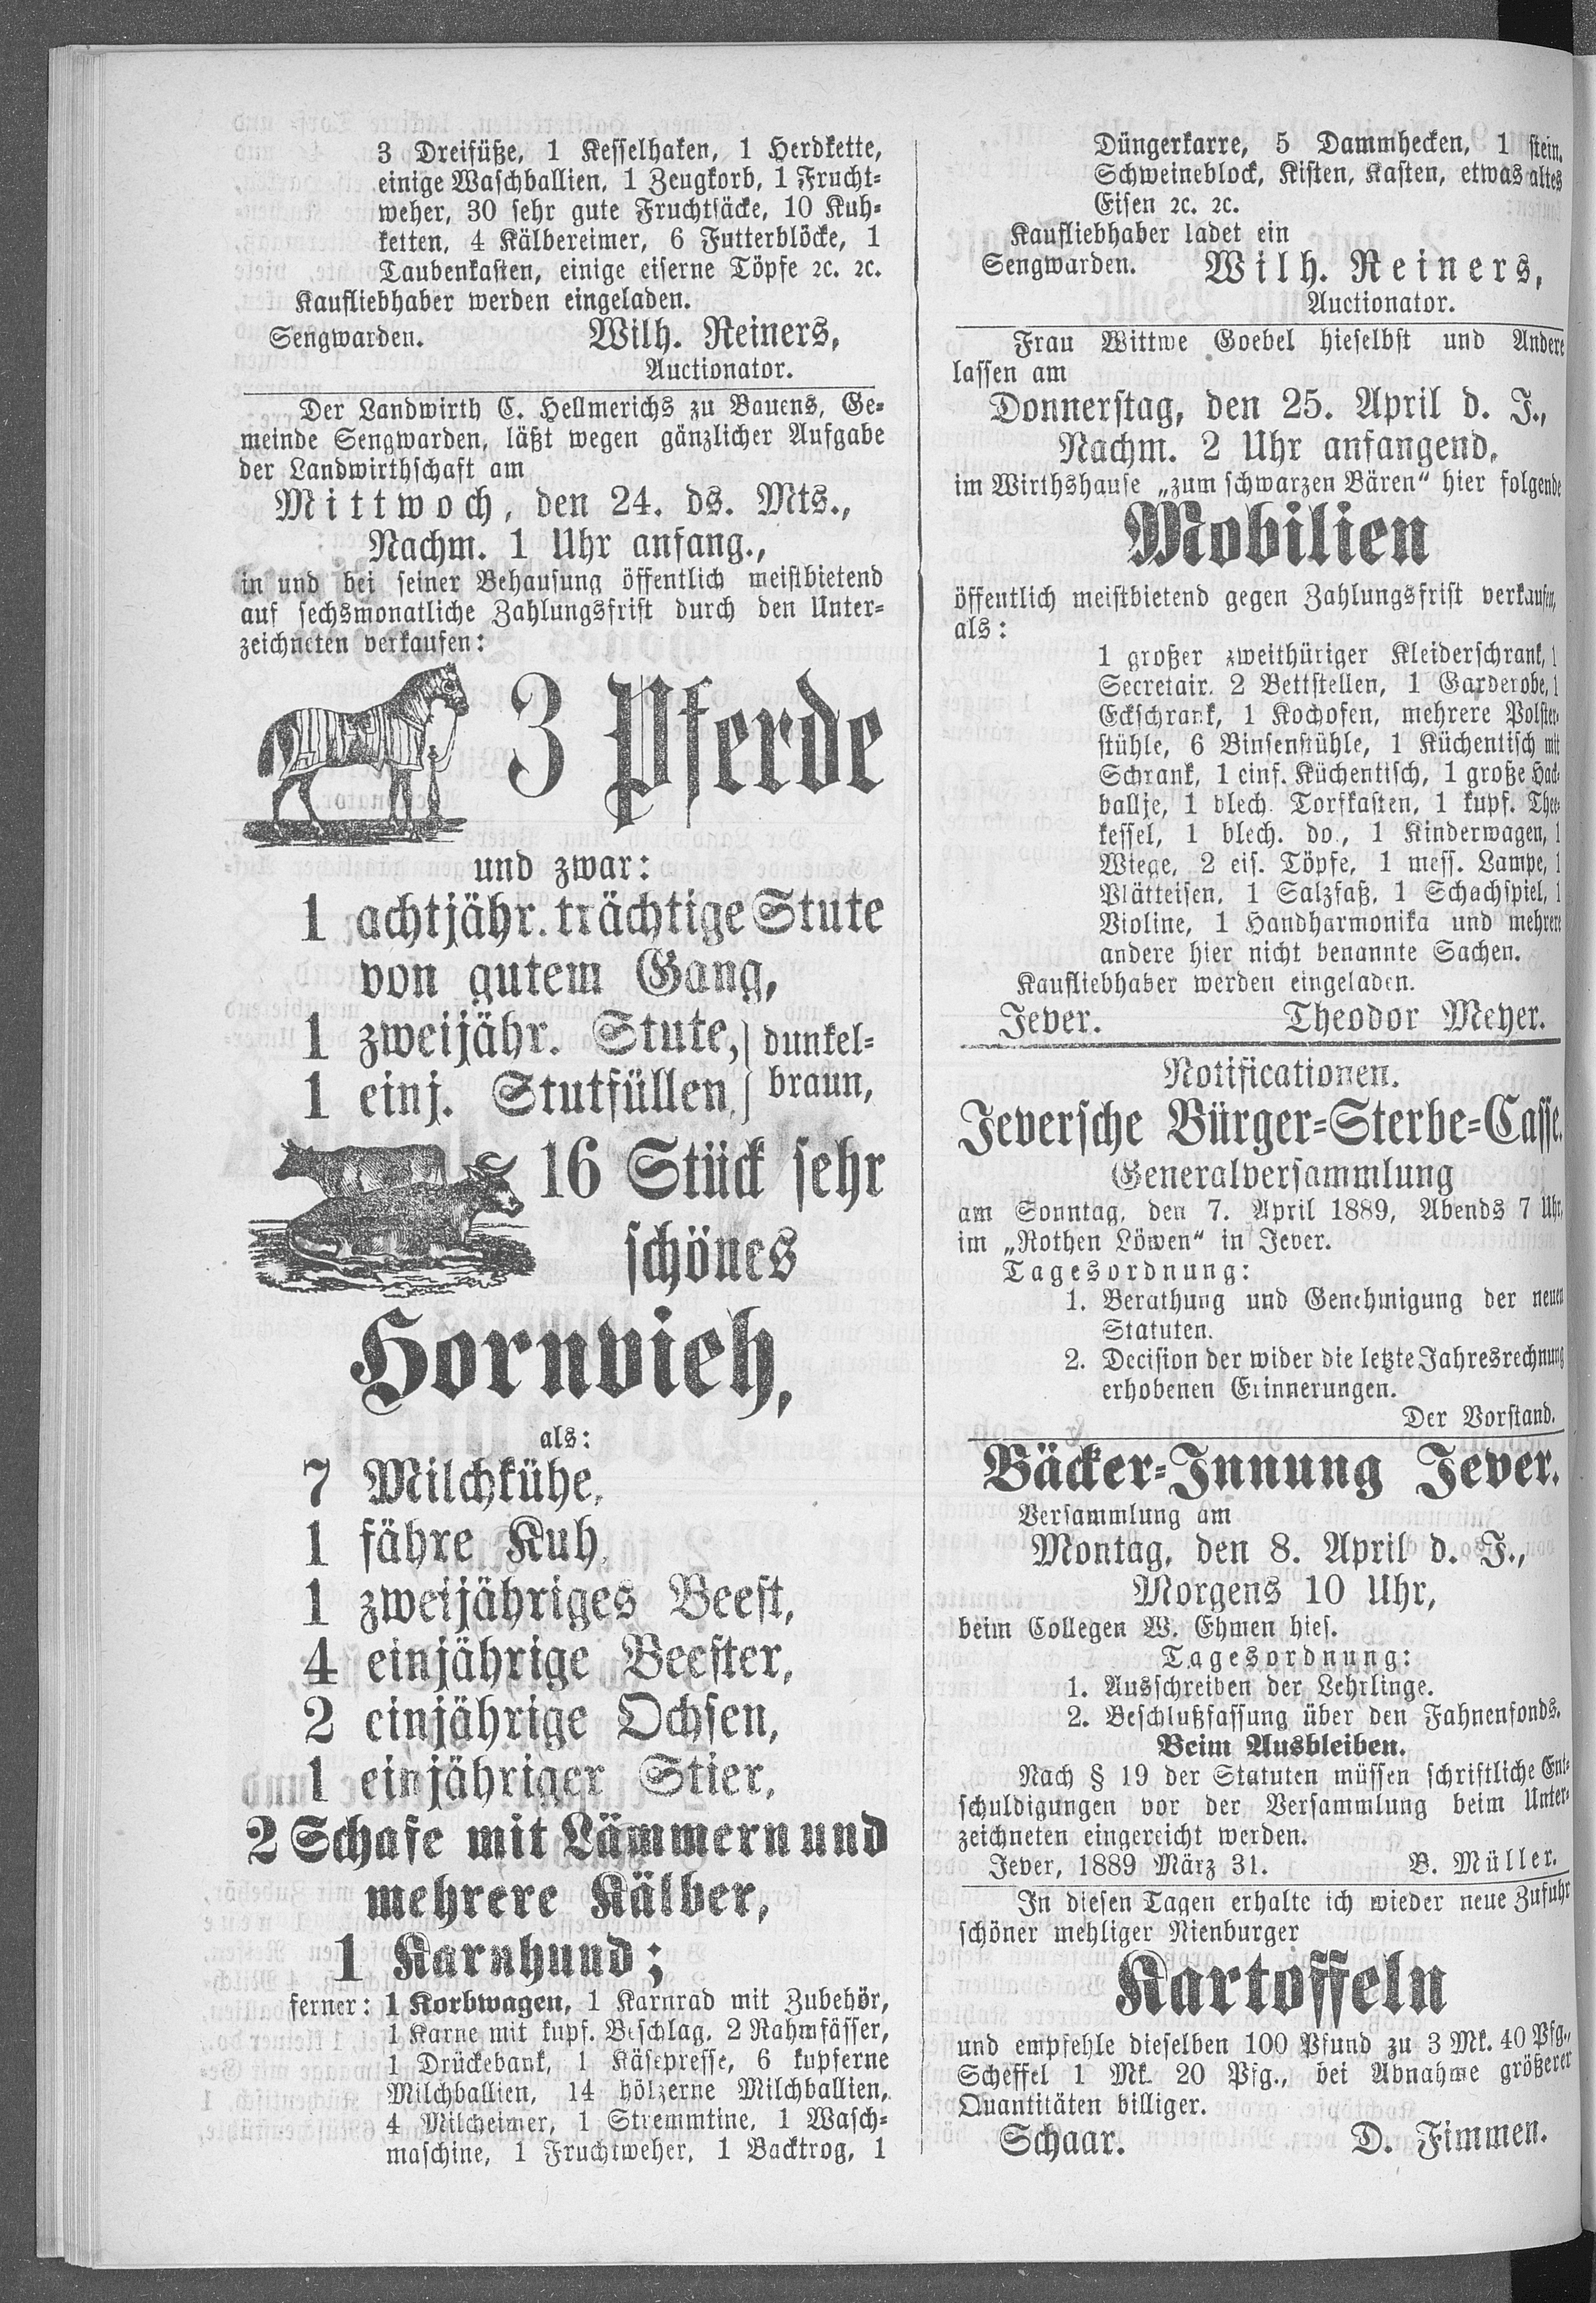 3 Dreifüße, 1 Kesselhaken, 1 Herdkette,
einige Waschballien, 1 Zeugkorb, 1 Frucht-
weher, 30 sehr gute Fruchtsäcke, 10 Kuh-
ketten, 4 Kälbereimer, 6 Futterblöcke, 1
Taubenkasten, einige eiserne Töpfe ꝛc. ꝛc.
Kaufliebhaber werden eingeladen.
Sengwarden. Wilh. Reiners,
Auctionator.
Der Landwirth C. Hellmerichs zu Bauens, Ge-
meinde Sengwarden, läßt wegen gänzlicher Aufgabe
der Landwirthschaft am
Mittwoch, den 24. ds. Mts.,
Nachm. 1 Uhr anfang.,
in und bei seiner Behausung öffentlich meistbietend
auf sechsmonatliche Zahlungsfrist durch den Unter-
zeichneten verkaufen:
3 Pferde
und zwar:
1 achtjähr. trächtige Stute
von gutem Gang,
1 zweijähr. Stute, } dunkel-
1 einj. Stutfüllen, } braun,
16 Stück sehr
schönes
Hornvieh,
als:
7 Milchkühe,
1 fähre Kuh,
1 zweijähriges Beest,
4 einjährige Beester,
2 einjährige Ochsen,
1 einjähriger Stier,
2 Schafe mit Lämmern und
mehrere Kälber,
1 Karnhund;
ferner: 1 Korbwagen, 1 Karnrad mit Zubehör,
1 Karne mit kupf. Beschlag, 2 Rahmfässer,
1 Drückebank, 1 Käsepresse, 6 kupferne
Milchballien, 14 hölzerne Milchballien,
4 Milcheimer, 1 Stremmtine, 1 Wasch-
maschine, 1 Fruchtweher, 1 Backtrog, 1
Düngerkarre, 5 Dammhecken, 1 stein.
Schweineblock, Kisten, Kasten, etwas altes
Eisen ꝛc. ꝛc.
Kaufliebhaber ladet ein
Sengwarden. Wilh. Reiners,
Auctionator.
Frau Wittwe Goebel hieselbst und Andere
lassen am
Donnerstag, den 25. April d. J.,
Nachm. 2 Uhr anfangend,
im Wirthshause „zum schwarzen Bären“ hier folgende
Mobilien
öffentlich meistbietend gegen Zahlungsfrist verkaufen,
als:
1 großer zweithüriger Kleiderschrank, 1
Secretair, 2 Bettstellen, 1 Garderobe, 1
Eckschrank, 1 Kochofen, mehrere Polster-
stühle, 6 Binsenstühle, 1 Küchentisch mit
Schrank, 1 einf. Küchentisch, 1 große Hack-
ballje, 1 blech. Torfkasten, 1 kupf. Thee-
kessel, 1 blech. do., 1 Kinderwagen, 1
Wiege, 2 eis. Töpfe, 1 mess. Lampe, 1
Plätteisen, 1 Salzfaß, 1 Schachspiel, 1
Violine, 1 Handharmonika und mehrere
andere hier nicht benannte Sachen.
Kaufliebhaber werden eingeladen.
Jever. Theodor Meyer.
Notificationen.
Jeversche Bürger-Sterbe-Casse.
Generalversammlung
am Sonntag, den 7. April 1889, Abends 7 Uhr,
im „Rothen Löwen“ in Jever.
Tagesordnung:
1. Berathung und Genehmigung der neuen
Statuten.
2. Decision der wider die letzte Jahresrechnung
erhobenen Erinnerungen.
Der Vorstand.
Bäcker-Innung Jever.
Versammlung am
Montag, den 8. April d. J.,
Morgens 10 Uhr,
beim Collegen W. Ehmen hies.
Tagesordnung:
1. Ausschreiben der Lehrlinge.
2. Beschlußfassung über den Fahnenfonds.
Beim Ausbleiben.
Nach § 19 der Statuten müssen schriftliche Ent-
schuldigungen vor der Versammlung beim Unter-
zeichneten eingereicht werden.
Jever, 1889 März 31. B. Müller.
In diesen Tagen erhalte ich wieder neue Zufuhr
schöner mehliger Nienburger
Kartoffeln
und empfehle dieselben 100 Pfund zu 3 Mk. 40 Pfg.,
Scheffel 1 Mk. 20 Pfg., bei Abnahme größerer
Quantitäten billiger.
Schaar. D. Fimmen.